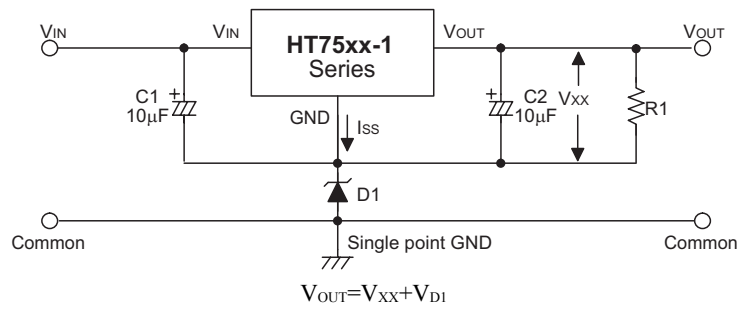 VIN VIN HT75xx-1 VOUT VOUT
Series
C1 10μF
GND ISS
C2 10μF
VXX
R1
D1
Common Single point GND Common
VOUT=VXX+VD1